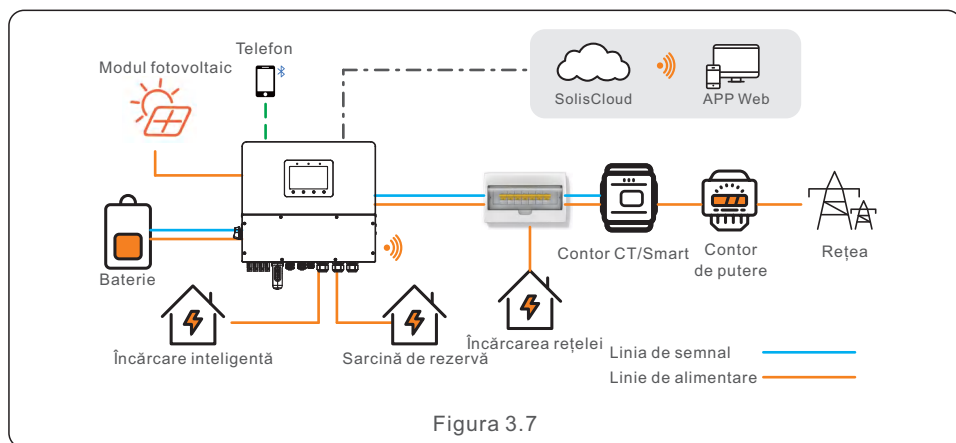 Telefon
Modul fotovoltaic
SolisCloud
APP Web
Baterie
Contor CT/Smart
Contor
de putere
Rețea
Încărcare inteligentă
Sarcină de rezervă
Încărcarea rețelei
Linia de semnal
Linie de alimentare
Figura 3.7